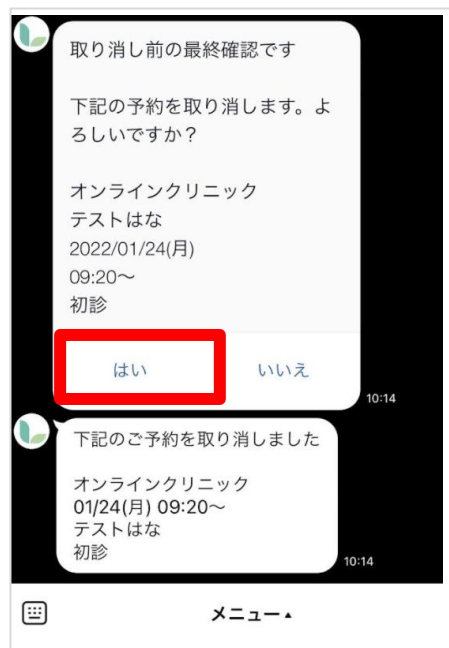 取り消し前の最終確認です
下記の予約を取り消します。よ
ろしいですか？
オンラインクリニック
テストはな
2022/01/24(月)
09:20～
初診
はい
いいえ
10:14
下記のご予約を取り消しました
オンラインクリニック
01/24(月) 09:20～
テストはな
初診
10:14
メニュー▲